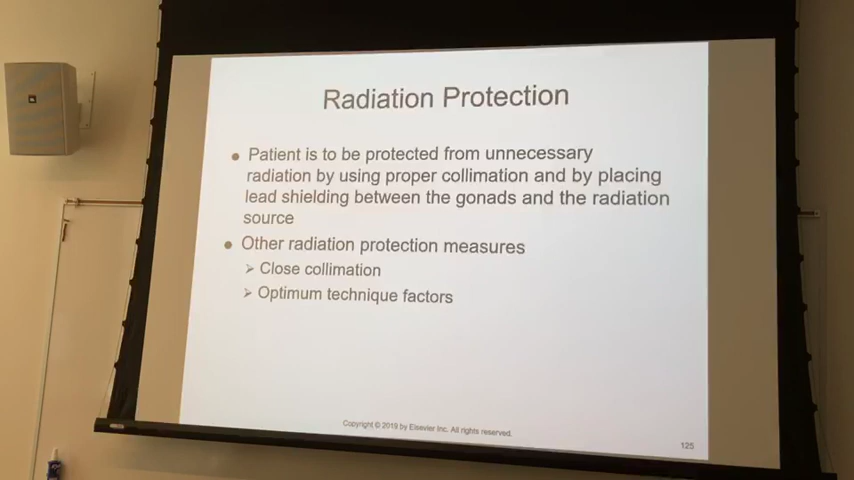 Radiation Protection
● Patient is to be protected from unnecessary
radiation by using proper collimation and by placing
lead shielding between the gonads and the radiation
source
● Other radiation protection measures
➢ Close collimation
➢ Optimum technique factors
Copyright © 2019 by Elsevier Inc. All rights reserved.
125